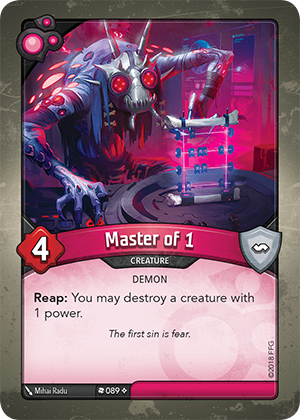 4
Master of 1
CREATURE
DEMON
Reap: You may destroy a creature with
1 power.
The first sin is fear.
©2018 FFG
Mihai Radu
089